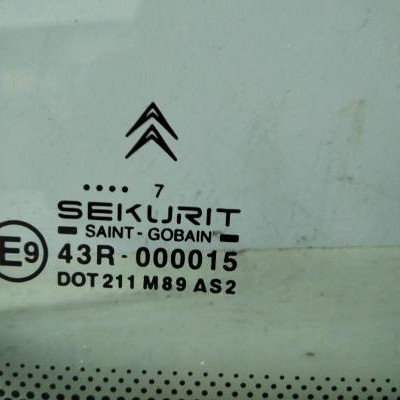 •••• 7
SEKURIT
SAINT-GOBAIN
E9 43R-000015
DOT 211 M89 AS2